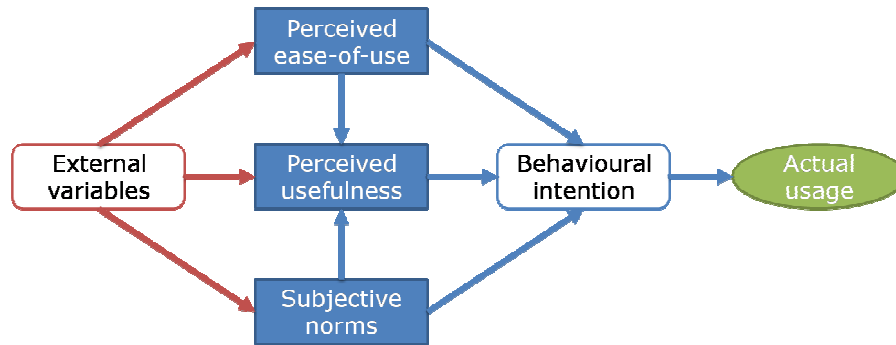 Perceived
ease-of-use
External
variables
Perceived
usefulness
Behavioural
intention
Actual
usage
Subjective
norms